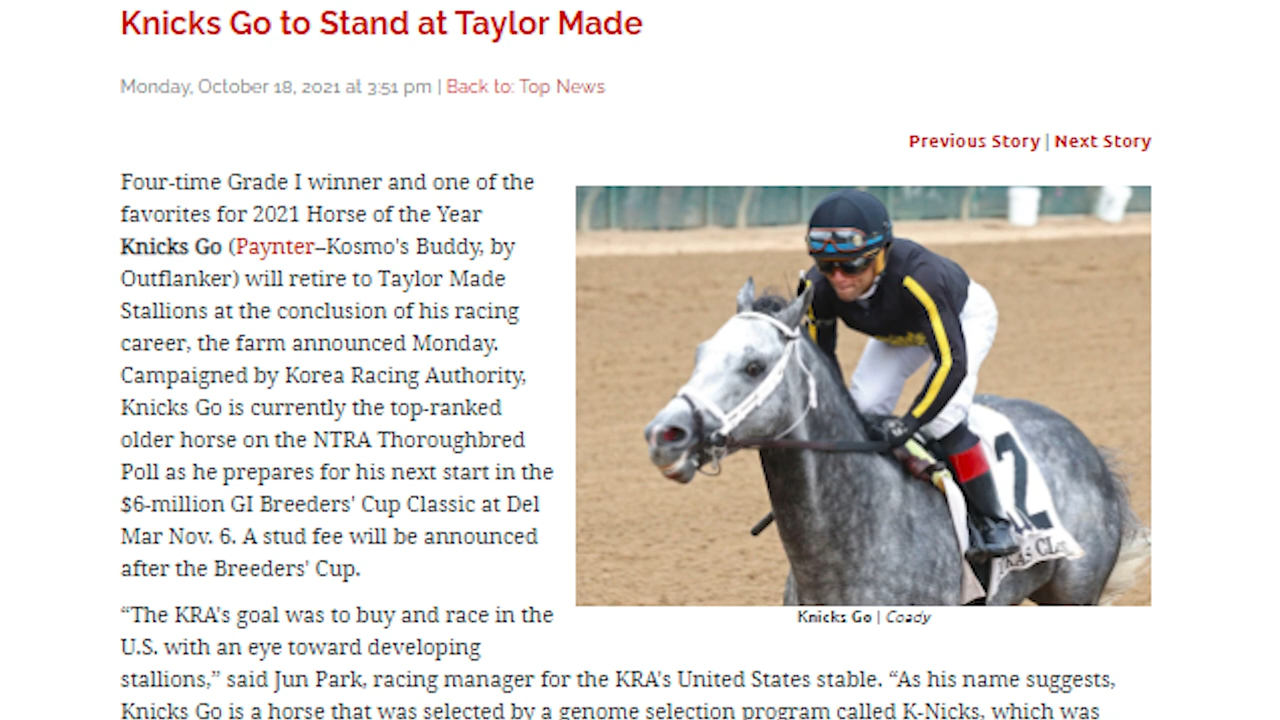 Knicks Go to Stand at Taylor Made
Monday, October 18, 2021 at 3:51 pm | Back to: Top News
Previous Story | Next Story
Four-time Grade I winner and one of the
favorites for 2021 Horse of the Year
Knicks Go (Paynter–Kosmo's Buddy, by
Outflanker) will retire to Taylor Made
Stallions at the conclusion of his racing
career, the farm announced Monday.
Campaigned by Korea Racing Authority,
Knicks Go is currently the top-ranked
older horse on the NTRA Thoroughbred
Poll as he prepares for his next start in the
$6-million GI Breeders' Cup Classic at Del
Mar Nov. 6. A stud fee will be announced
after the Breeders' Cup.
2
Knicks Go | Coady
“The KRA's goal was to buy and race in the
U.S. with an eye toward developing
stallions,” said Jun Park, racing manager for the KRA's United States stable. “As his name suggests,
Knicks Go is a horse that was selected by a genome selection program called K-Nicks, which was